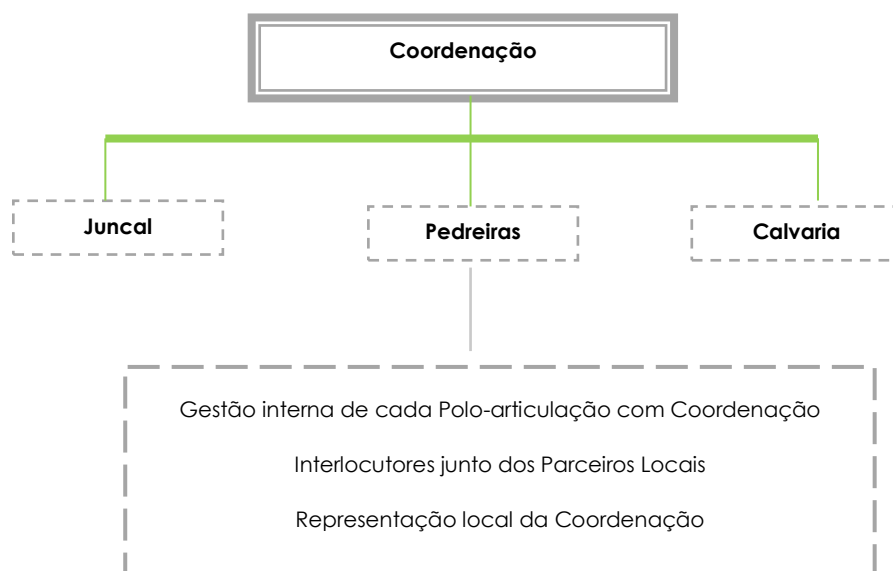 Coordenação
Juncal
Pedreiras
Calvaria
Gestão interna de cada Polo-articulação com Coordenação
Interlocutores junto dos Parceiros Locais
Representação local da Coordenação